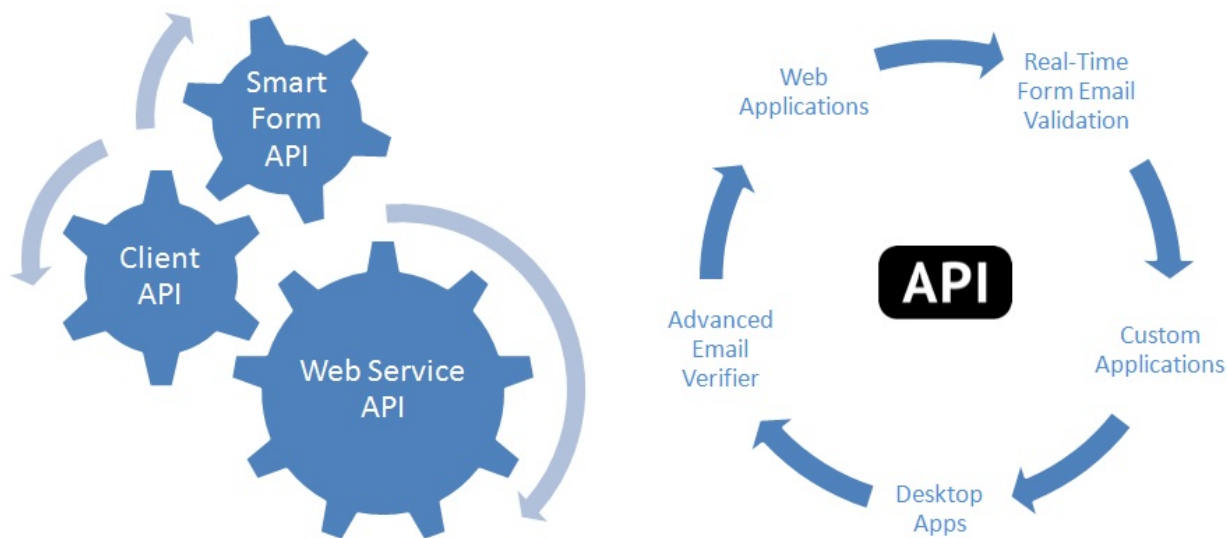 Smart
Form
API
Client
API
Web Service
API
Web
Applications
Real-Time
Form Email
Validation
API
Custom
Applications
Desktop
Apps
Advanced
Email
Verifier